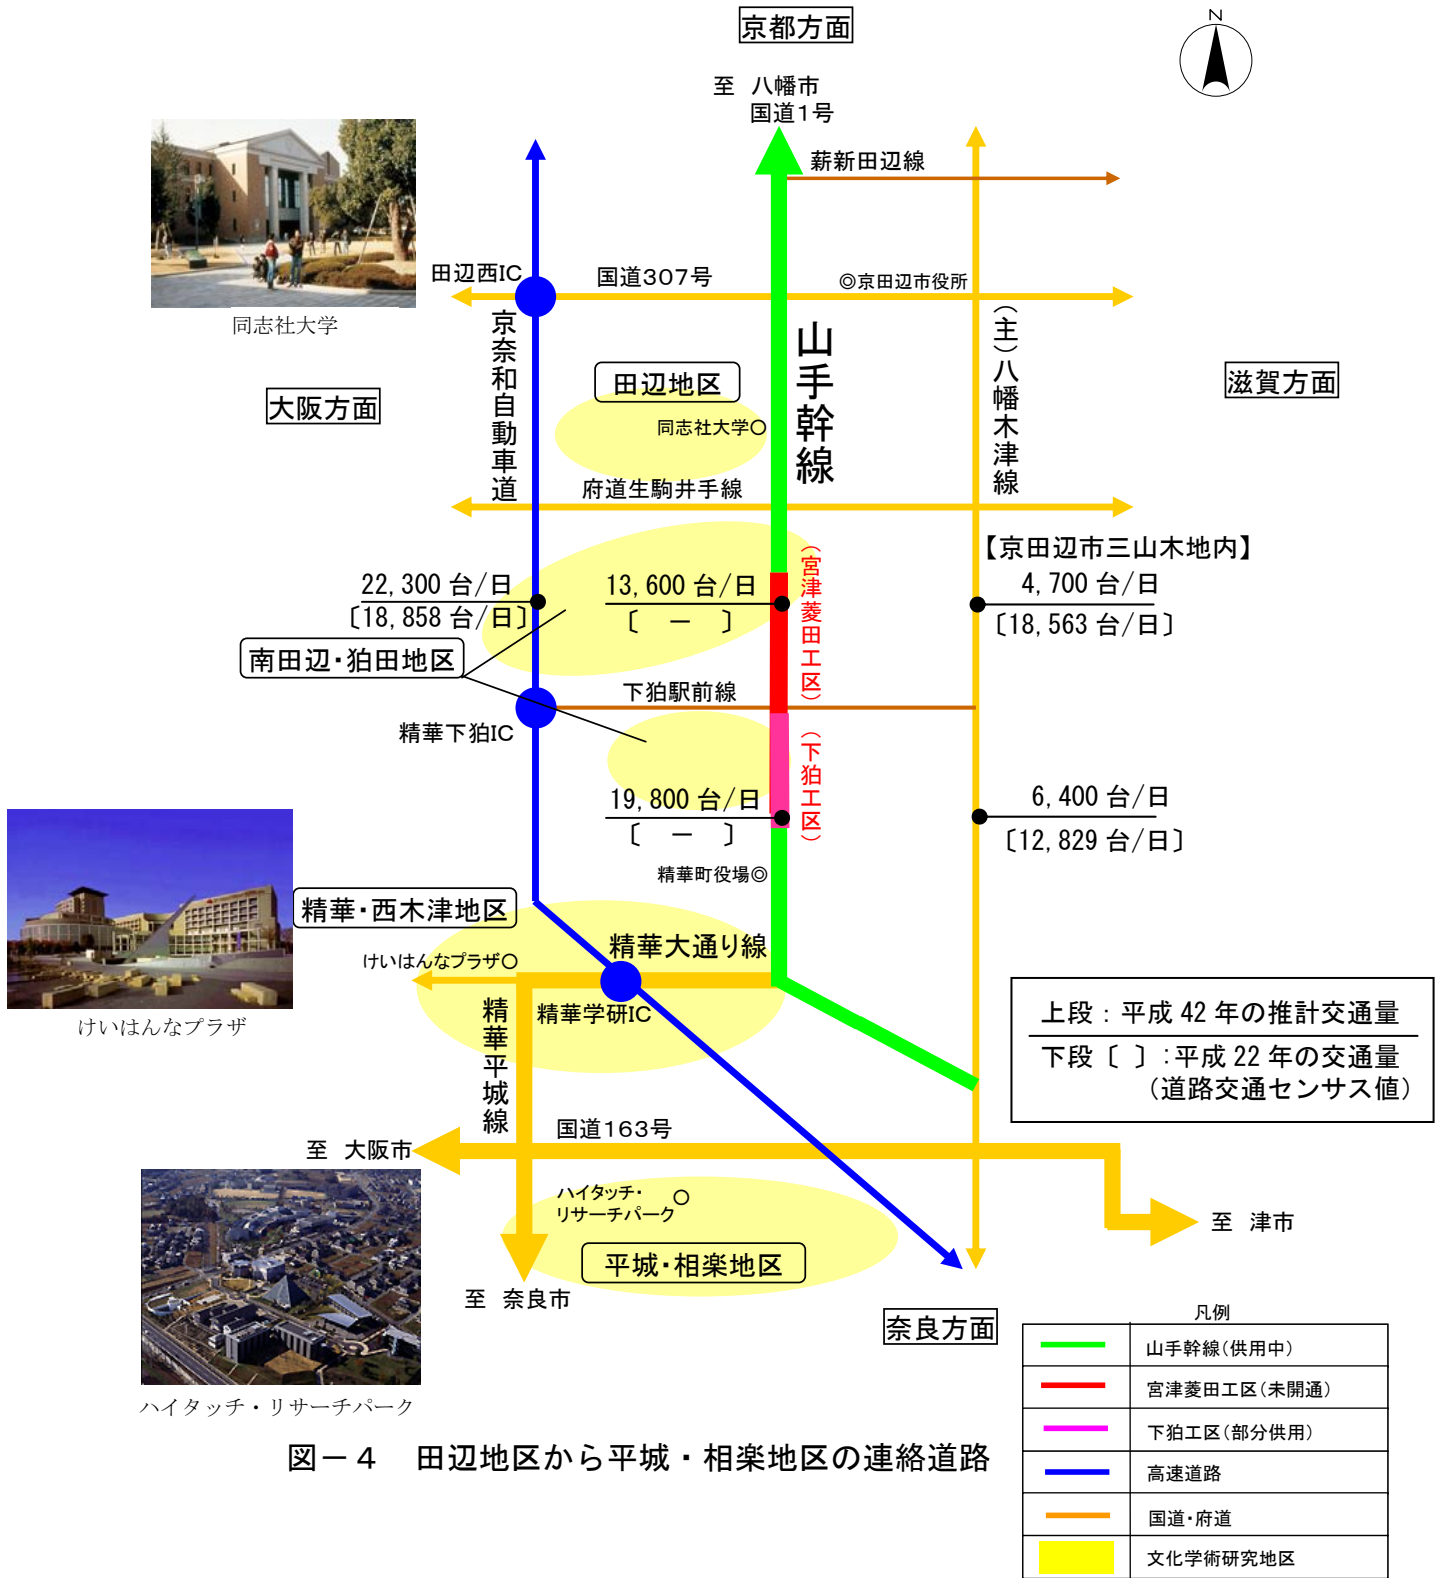 京都方面
N
至 八幡市
国道1号
薪新田辺線
田辺西IC
国道307号
◎京田辺市役所
同志社大学
京奈和自動車道
山手幹線
(主)八幡木津線
田辺地区
大阪方面
滋賀方面
同志社大学○
府道生駒井手線
【京田辺市三山木地内】
(宮津菱田工区)
22,300 台/日
〔18,858 台/日〕
13,600 台/日
〔 － 〕
4,700 台/日
〔18,563 台/日〕
南田辺・狛田地区
下狛駅前線
精華下狛IC
(下狛工区)
19,800 台/日
〔 － 〕
6,400 台/日
〔12,829 台/日〕
精華町役場◎
精華・西木津地区
精華大通り線
けいはんなプラザ○
けいはんなプラザ
精華学研IC
精華平城線
上段：平成 42 年の推計交通量
下段〔 〕:平成 22 年の交通量
(道路交通センサス値)
国道163号
至 大阪市
ハイタッチ・
リサーチパーク○
至 津市
平城・相楽地区
至 奈良市
奈良方面
ハイタッチ・リサーチパーク
凡例
山手幹線(供用中)
宮津菱田工区(未開通)
下狛工区(部分供用)
高速道路
国道・府道
文化学術研究地区
図－４ 田辺地区から平城・相楽地区の連絡道路